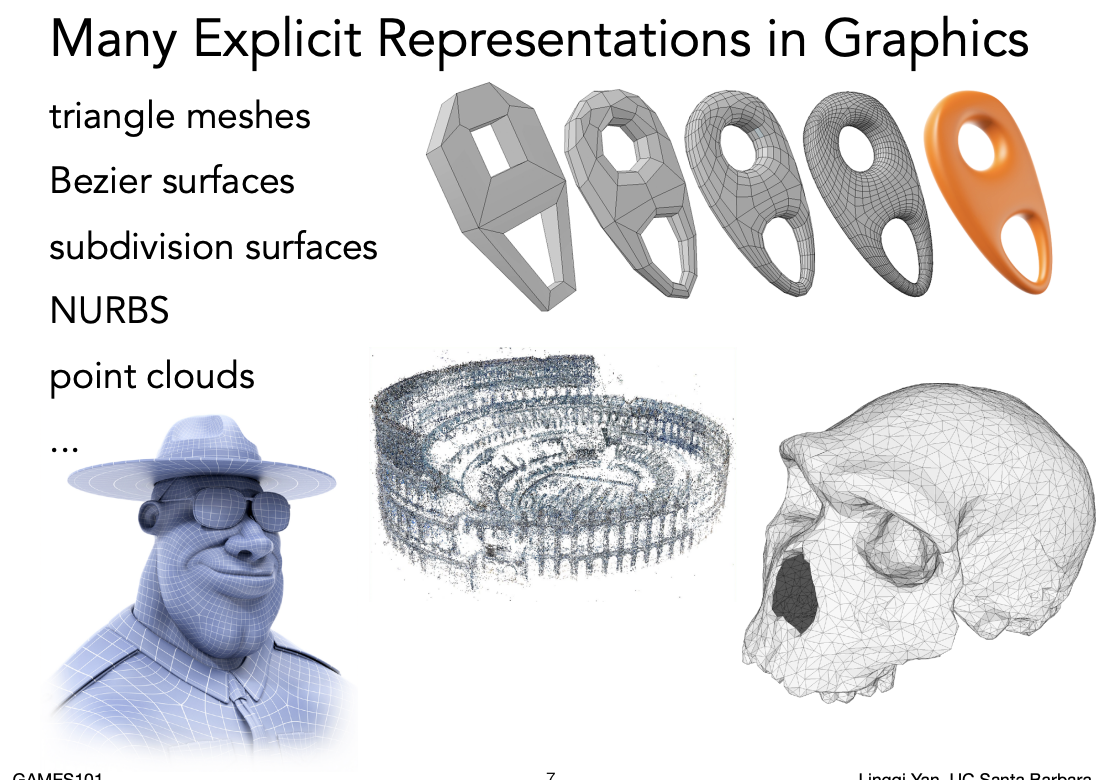 Many Explicit Representations in Graphics
triangle meshes
Bezier surfaces
subdivision surfaces
NURBS
point clouds
...
GAMES101
7
Lingqi Yan, UC Santa Barbara